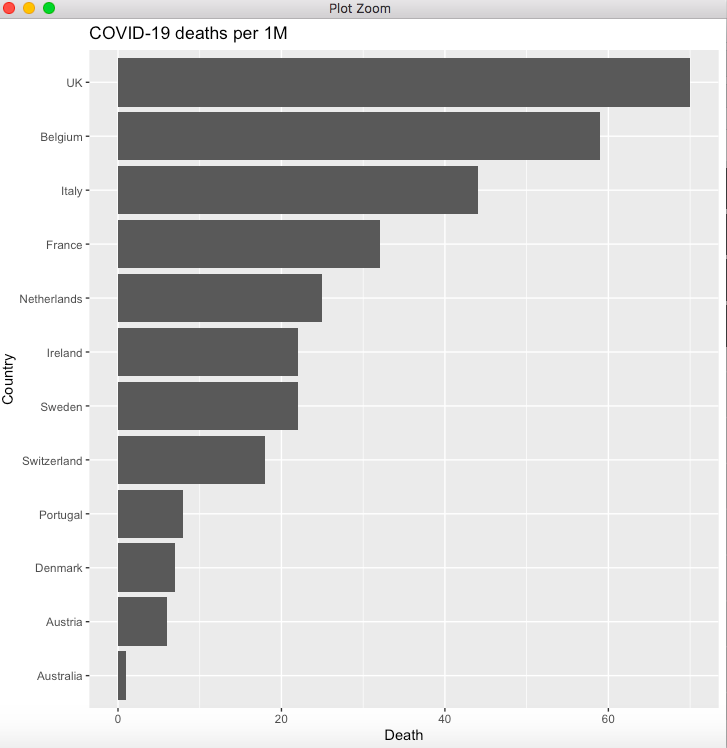 Plot Zoom
COVID-19 deaths per 1M
UK
Belgium
Italy
France
Netherlands
Ireland
Sweden
Switzerland
Portugal
Denmark
Austria
Australia
Country
0 20 40 60
Death